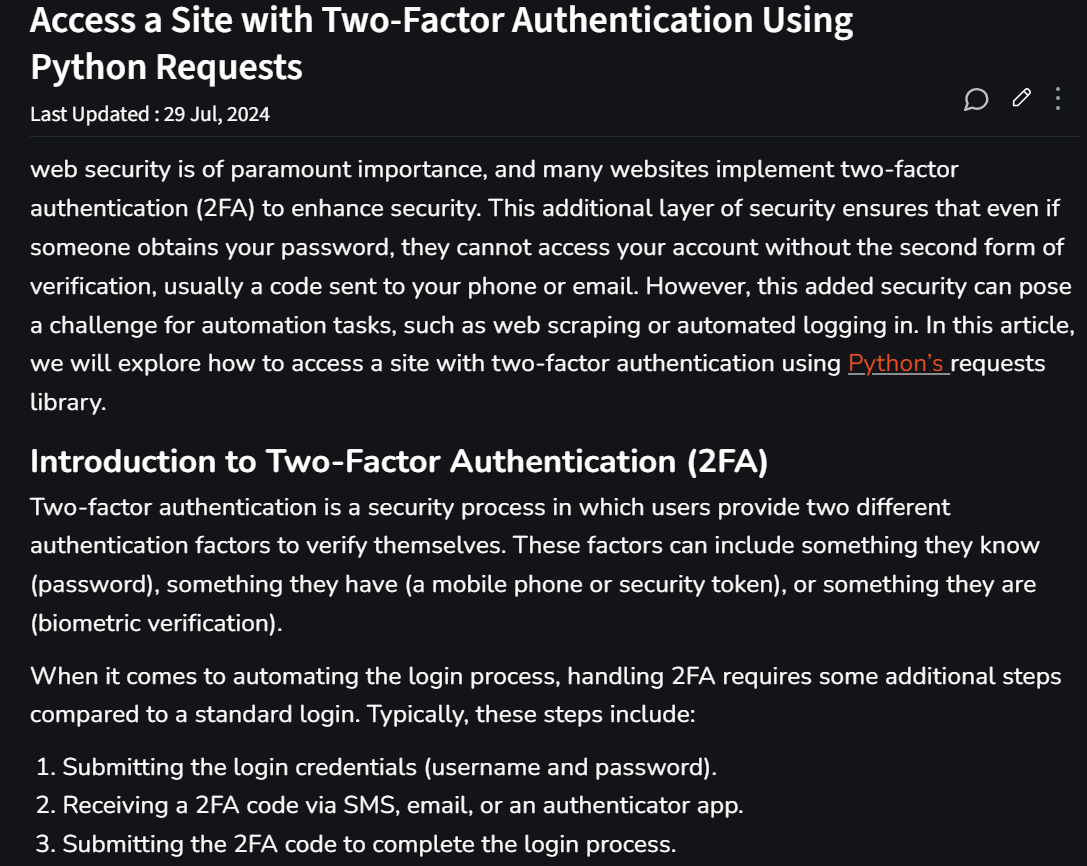 Access a Site with Two-Factor Authentication Using
Python Requests
Last Updated : 29 Jul, 2024
web security is of paramount importance, and many websites implement two-factor
authentication (2FA) to enhance security. This additional layer of security ensures that even if
someone obtains your password, they cannot access your account without the second form of
verification, usually a code sent to your phone or email. However, this added security can pose
a challenge for automation tasks, such as web scraping or automated logging in. In this article,
we will explore how to access a site with two-factor authentication using Python’s requests
library.
Introduction to Two-Factor Authentication (2FA)
Two-factor authentication is a security process in which users provide two different
authentication factors to verify themselves. These factors can include something they know
(password), something they have (a mobile phone or security token), or something they are
(biometric verification).
When it comes to automating the login process, handling 2FA requires some additional steps
compared to a standard login. Typically, these steps include:
1. Submitting the login credentials (username and password).
2. Receiving a 2FA code via SMS, email, or an authenticator app.
3. Submitting the 2FA code to complete the login process.